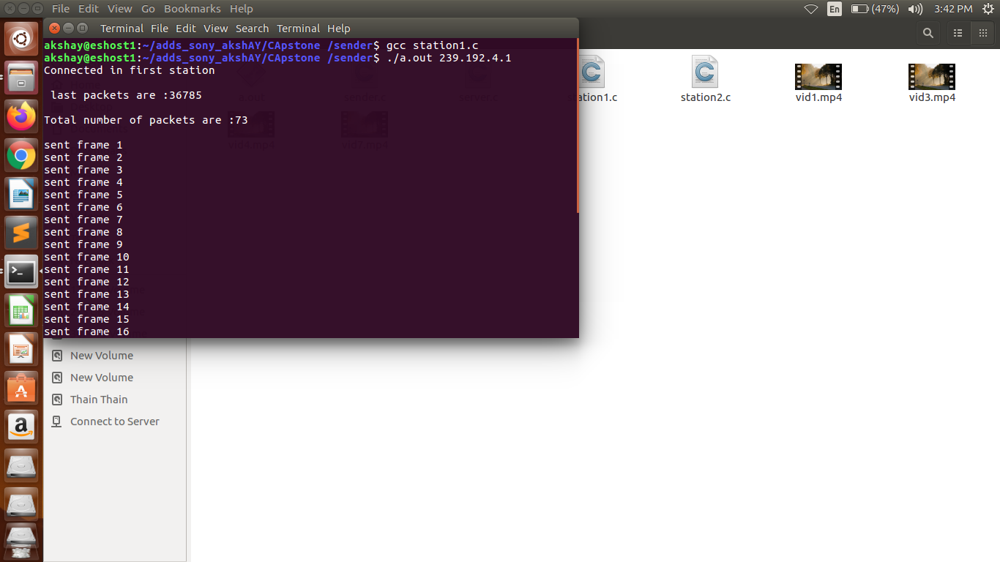 File Edit View Go Bookmarks Help
En (47%) 3:42 PM
Terminal File Edit View Search Terminal Help
akshay@eshost1:~/adds_sony_akshAY/CApstone /sender$ gcc station1.c
akshay@eshost1:~/adds_sony_akshAY/CApstone /sender$ ./a.out 239.192.4.1
Connected in first station
last packets are :36785
Total number of packets are :73
sent frame 1
sent frame 2
sent frame 3
sent frame 4
sent frame 5
sent frame 6
sent frame 7
sent frame 8
sent frame 9
sent frame 10
sent frame 11
sent frame 12
sent frame 13
sent frame 14
sent frame 15
sent frame 16
station1.c station2.c vid1.mp4 vid3.mp4
New Volume
New Volume
Thain Thain
Connect to Server